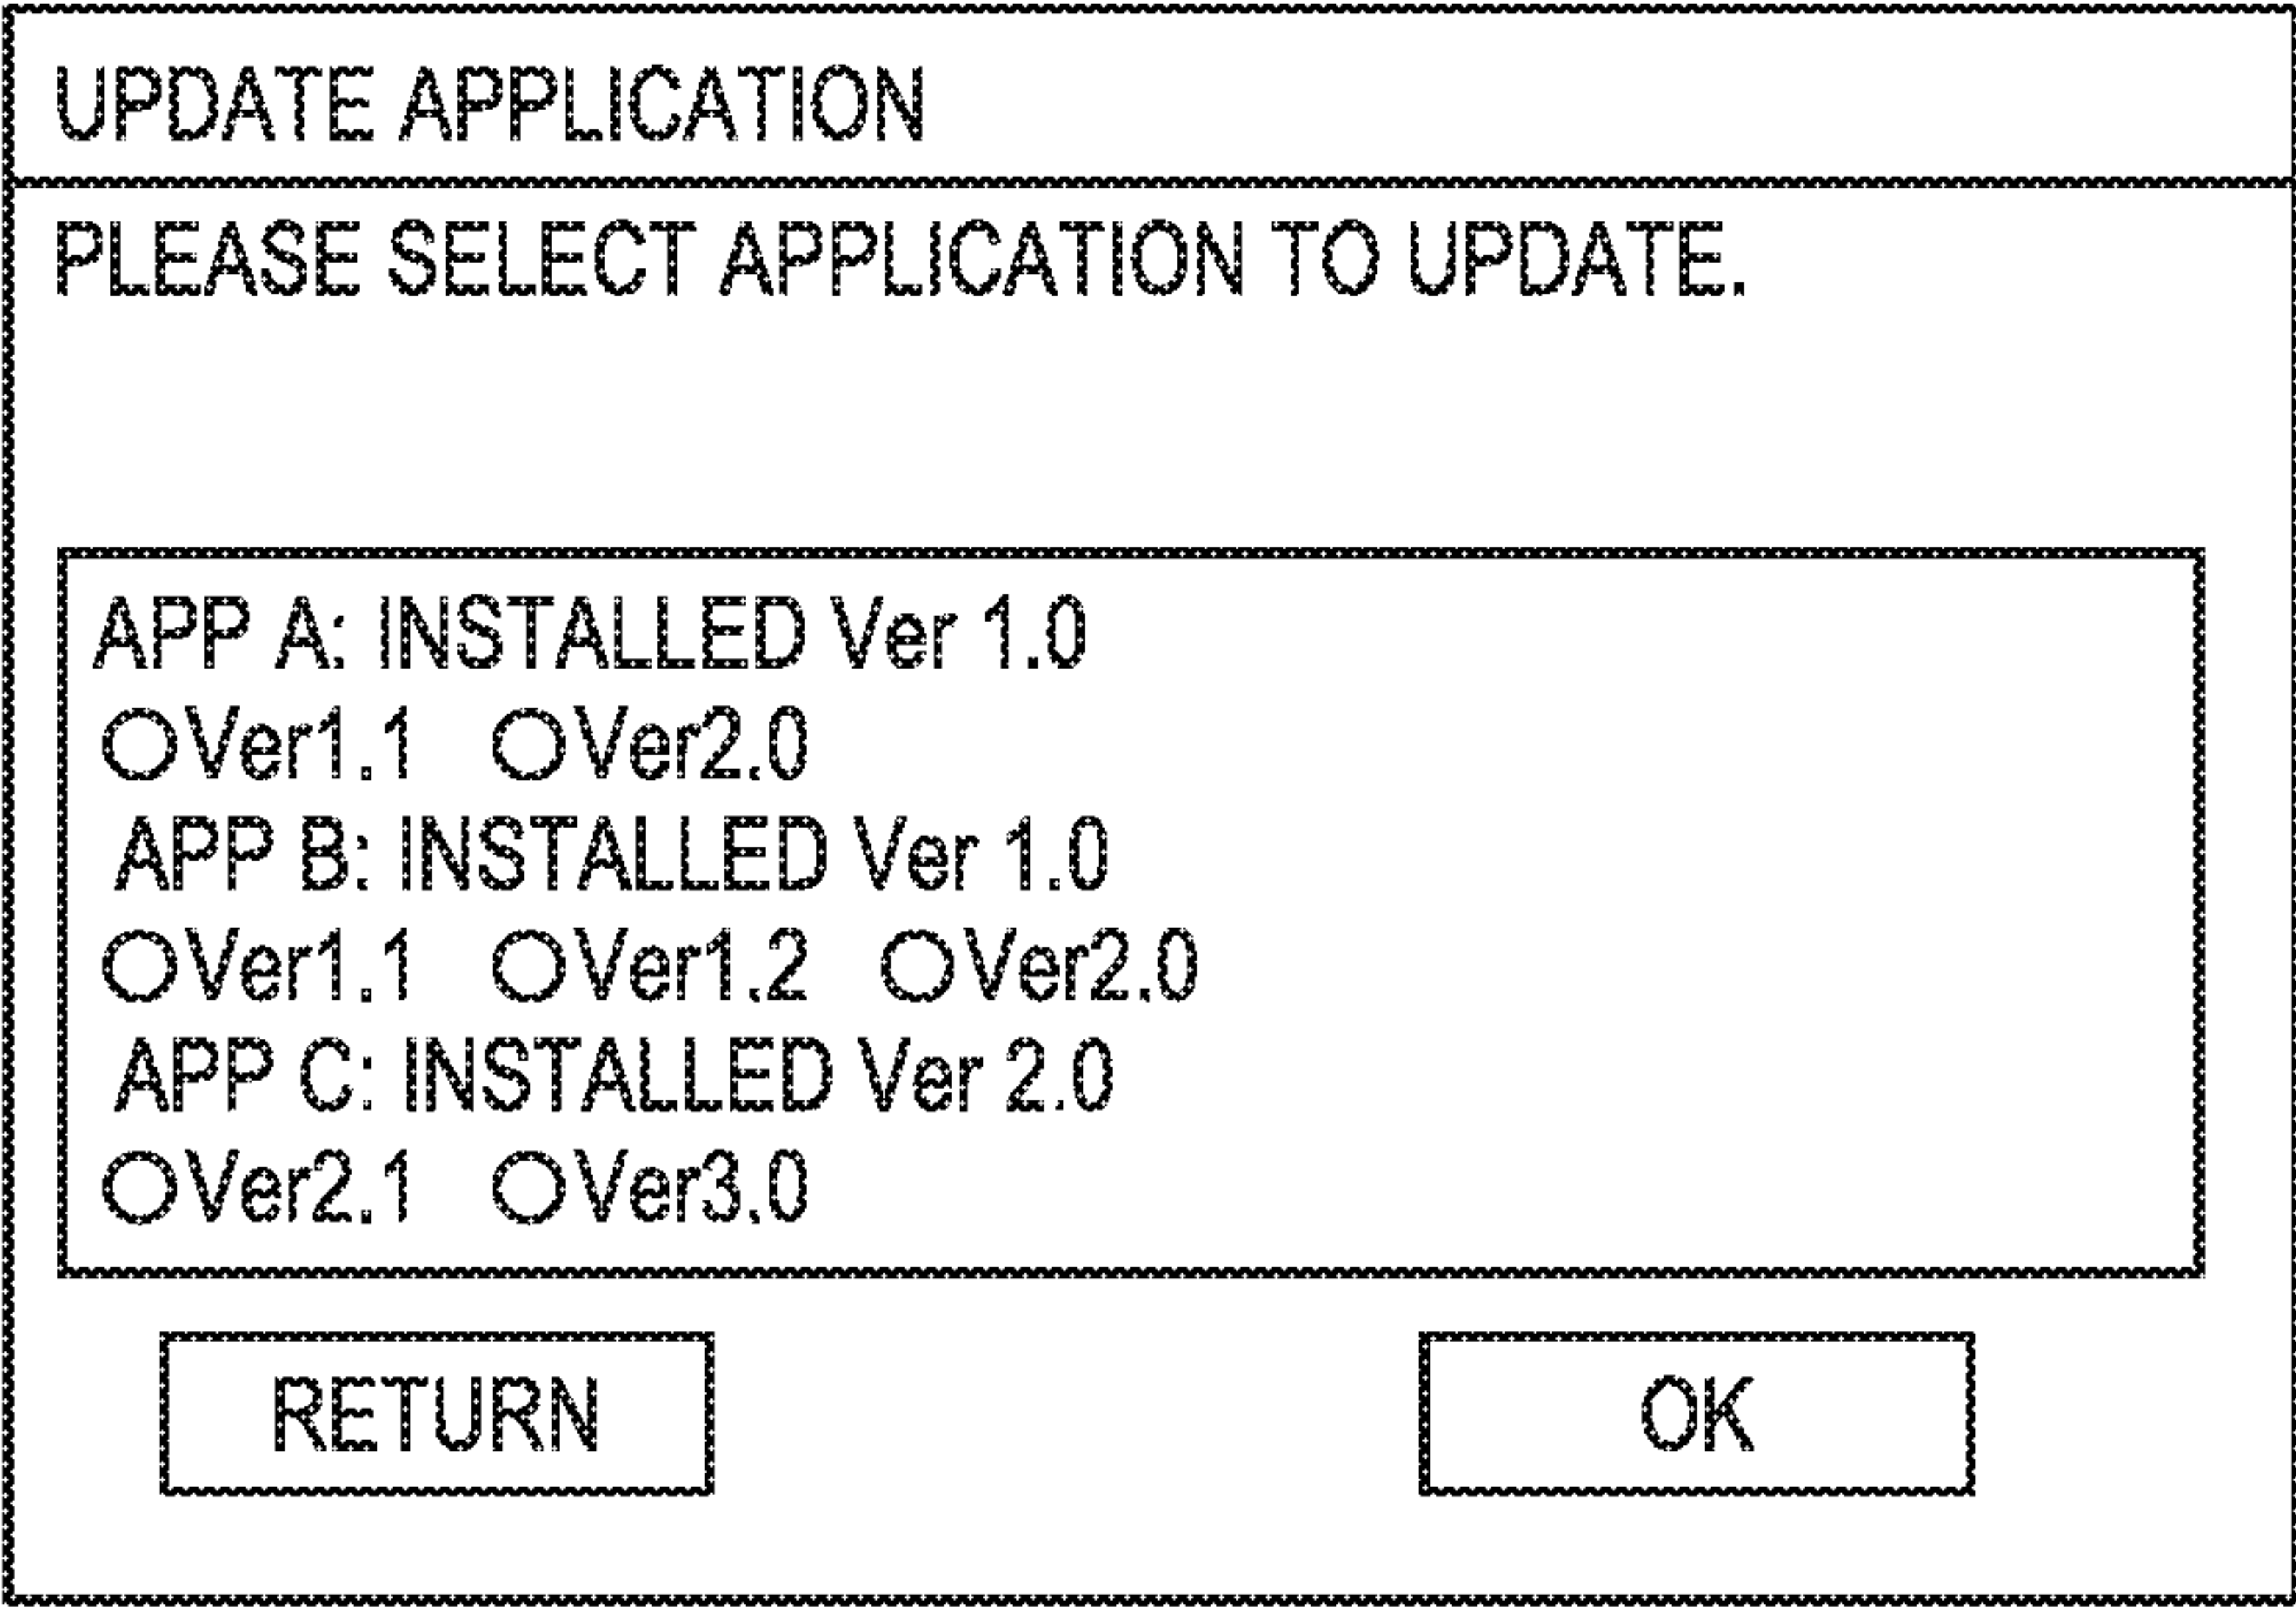 UPDATE APPLICATION
PLEASE SELECT APPLICATION TO UPDATE.
APP A: INSTALLED Ver 1.0
○Ver1.1 ○Ver2.0
APP B: INSTALLED Ver 1.0
○Ver1.1 ○Ver1.2 ○Ver2.0
APP C: INSTALLED Ver 2.0
○Ver2.1 ○Ver3.0
RETURN OK